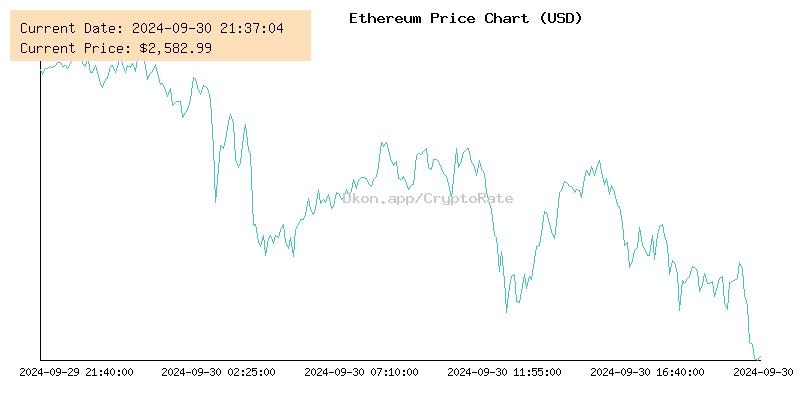 Ethereum Price Chart (USD)
Current Date: 2024-09-30 21:37:04
Current Price: $2,582.99
Dkon.app/CryptoRate
2024-09-29 21:40:00 2024-09-30 02:25:00 2024-09-30 07:10:00 2024-09-30 11:55:00 2024-09-30 16:40:00 2024-09-30